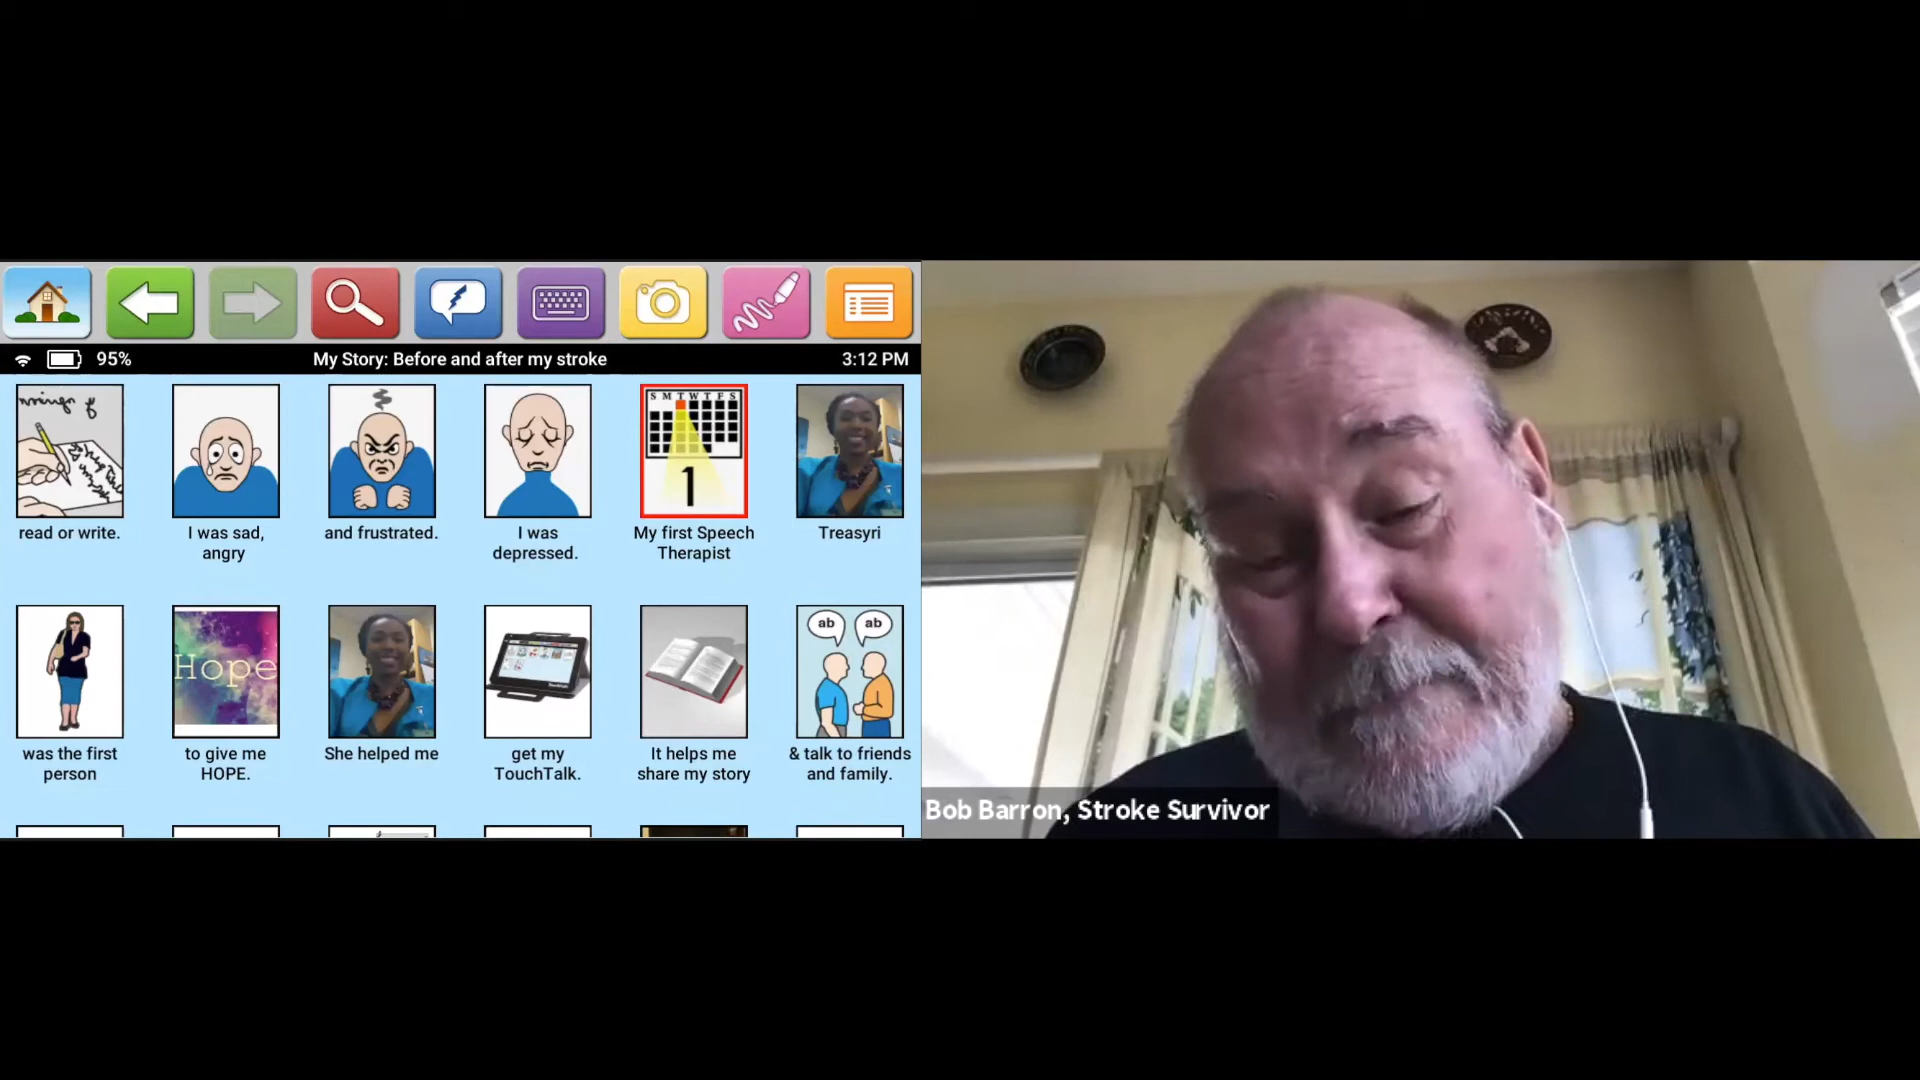 95%
My Story: Before and after my stroke
3:12 PM
S M T W T F S
1
read or write.
I was sad,
angry
and frustrated.
I was
depressed.
My first Speech
Therapist
Treasyri
Hope
ab
ab
was the first
person
to give me
HOPE.
She helped me
get my
TouchTalk.
It helps me
share my story
& talk to friends
and family.
Bob Barron, Stroke Survivor